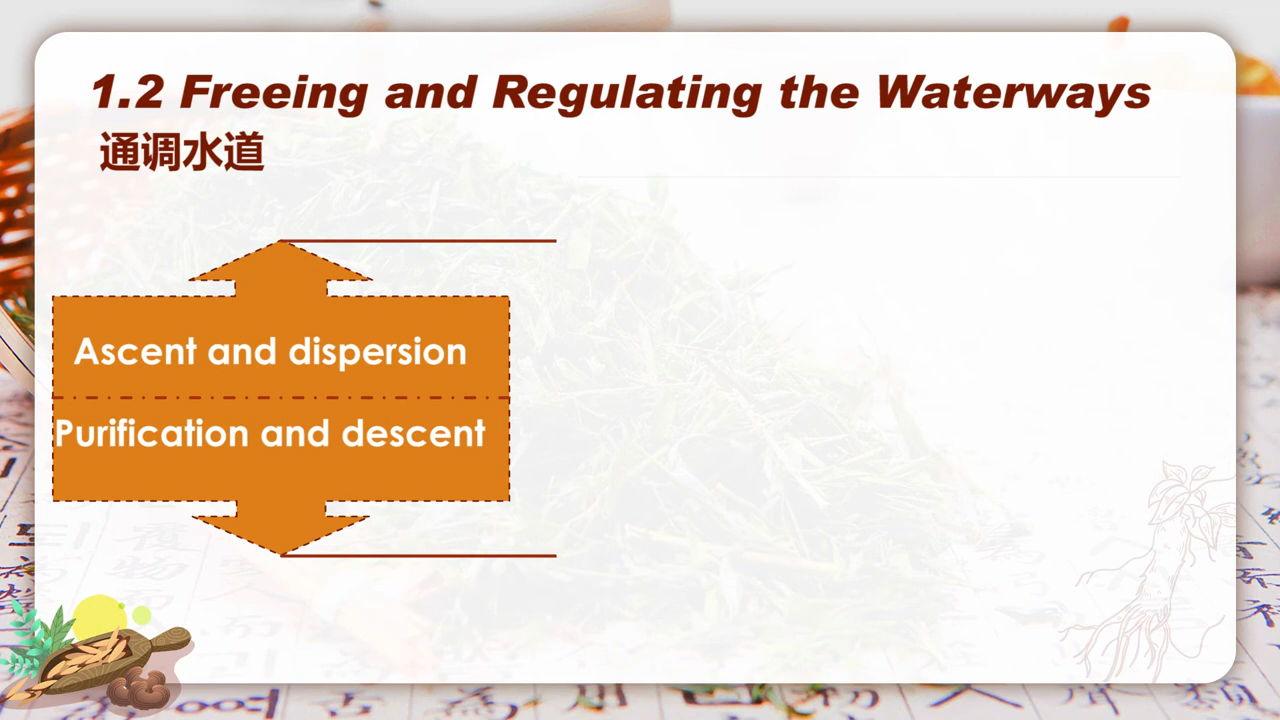 1.2 Freeing and Regulating the Waterways
通调水道
Ascent and dispersion
Purification and descent